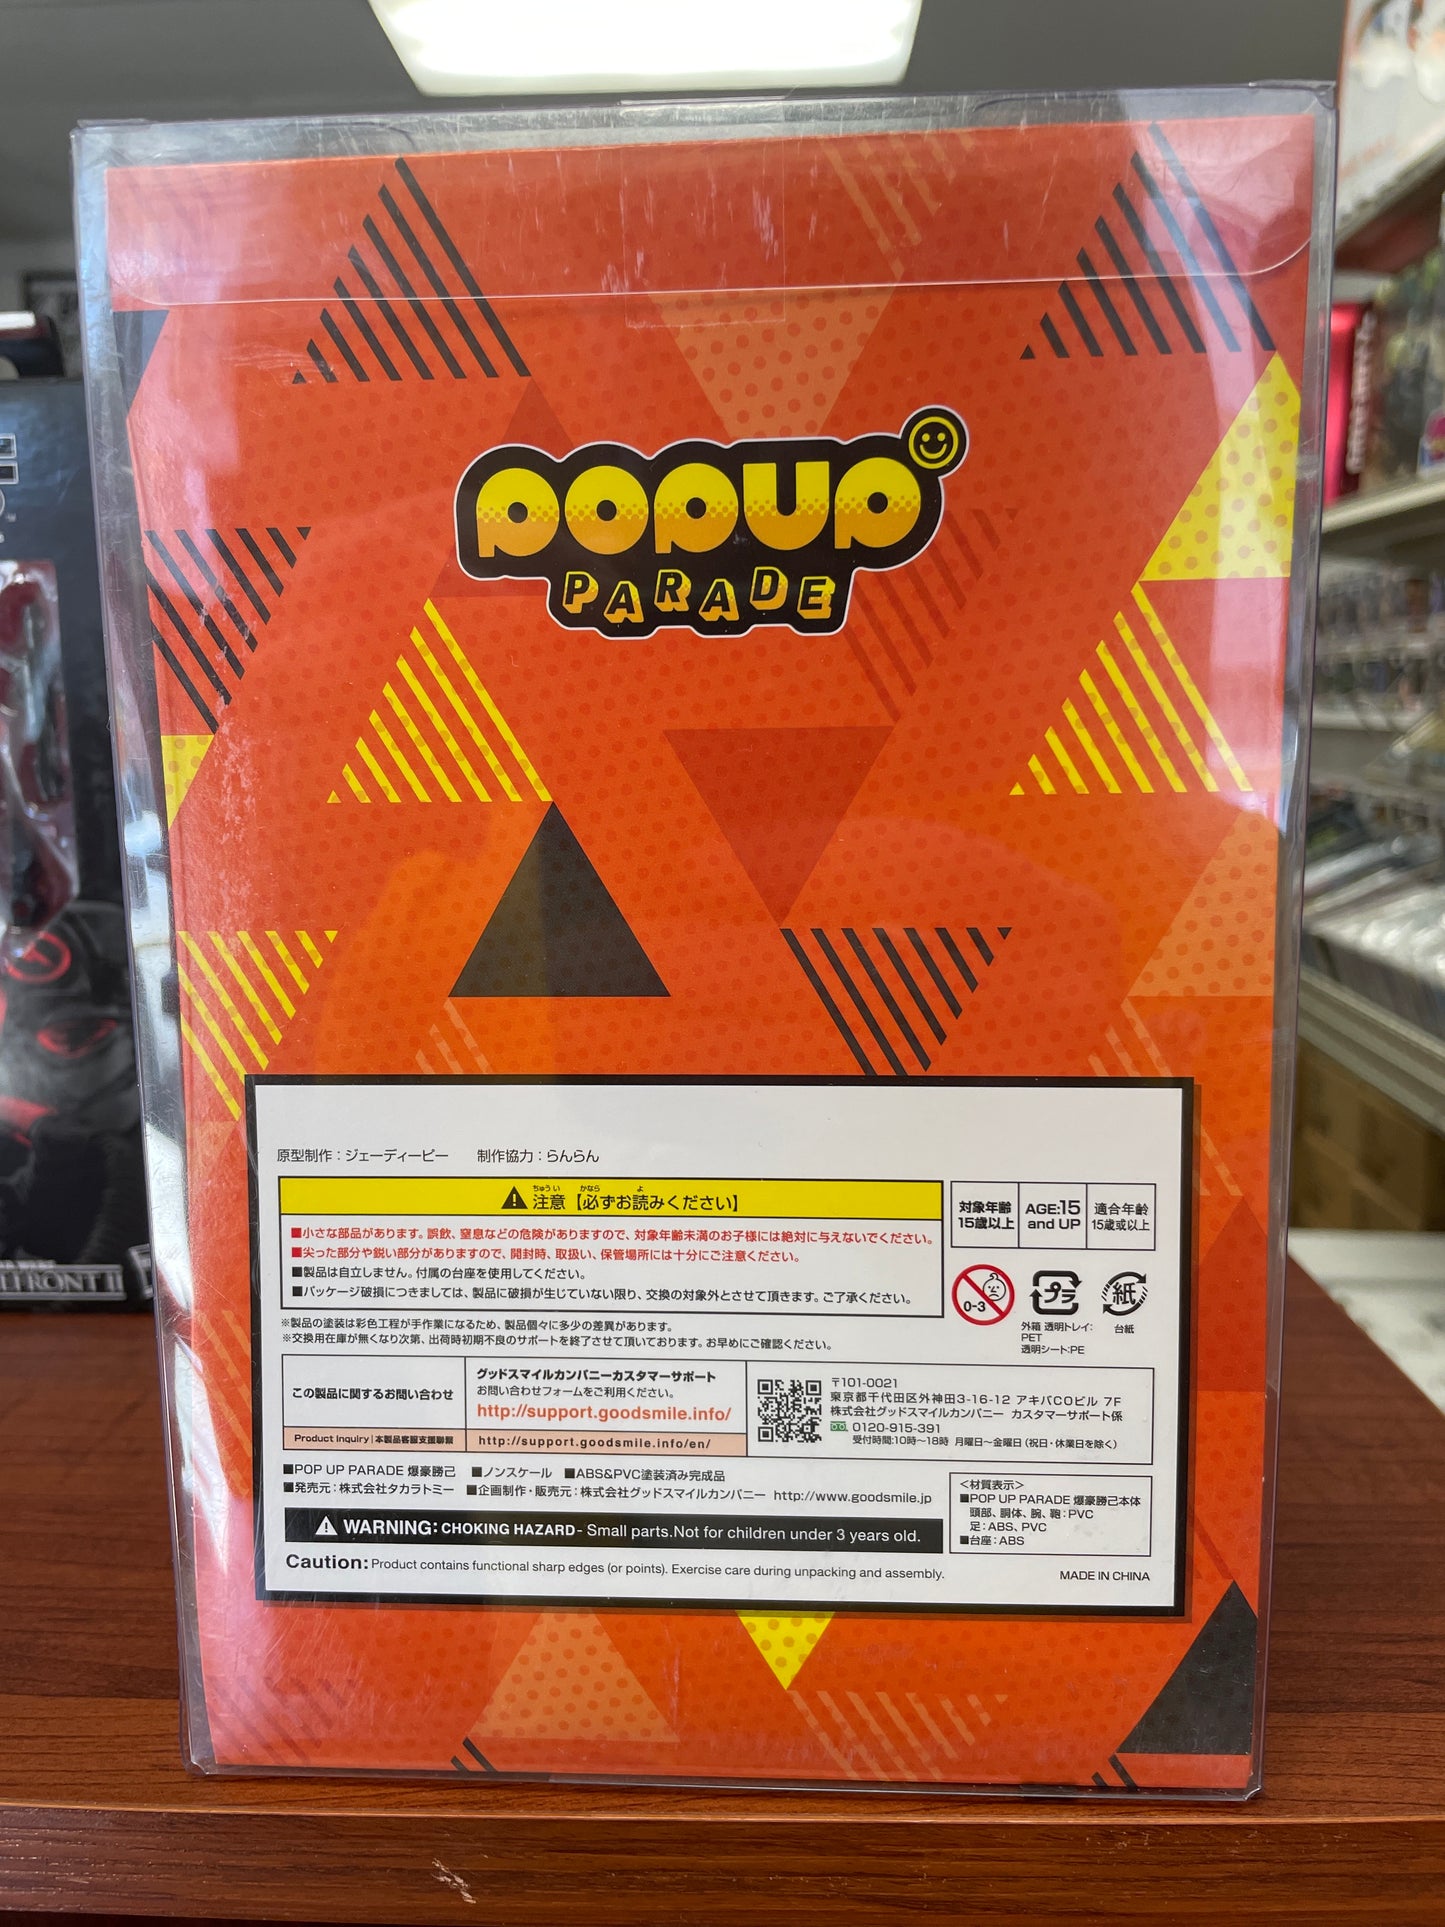 POPUP
PARADE
原型制作：ジェーディーピー 制作協力：らんらん
ちゅうい かなら よ
注意【必ずお読みください】
■小さな部品があります。誤飲、窒息などの危険がありますので、対象年齢未満のお子様には絶対に与えないでください。
■尖った部分や鋭い部分がありますので、開封時、取扱い、保管場所には十分にご注意ください。
■製品は自立しません。付属の台座を使用してください。
■パッケージ破損につきましては、製品に破損が生じていない限り、交換の対象外とさせて頂きます。ご了承ください。
対象年齢
15歳以上
AGE:15
and UP
適合年齢
15歳或以上
0-3
プラ
紙
外箱 透明トレイ:
PET
透明シート:PE
台紙
※製品の塗装は彩色工程が手作業になるため、製品個々に多少の差異があります。
※交換用在庫が無くなり次第、出荷時初期不良のサポートを終了させて頂いております。お早めにご確認ください。
この製品に関するお問い合わせ
グッドスマイルカンパニーカスタマーサポート
お問い合わせフォームをご利用ください。
http://support.goodsmile.info/
Product Inquiry | 本製品客服支援聯繫
http://support.goodsmile.info/en/
〒101-0021
東京都千代田区外神田3-16-12 アキバCOビル 7F
株式会社グッドスマイルカンパニー カスタマーサポート係
0120-915-391
受付時間:10時〜18時 月曜日〜金曜日（祝日・休業日を除く）
■POP UP PARADE 爆豪勝己 ■ノンスケール ■ABS&PVC塗装済み完成品
■発売元：株式会社タカラトミー ■企画制作・販売元：株式会社グッドスマイルカンパニー http://www.goodsmile.jp
＜材質表示＞
■POP UP PARADE 爆豪勝己本体
頭部、胴体、腕、鞄：PVC
足：ABS、PVC
■台座：ABS
WARNING: CHOKING HAZARD- Small parts.Not for children under 3 years old.
Caution: Product contains functional sharp edges (or points). Exercise care during unpacking and assembly.
MADE IN CHINA
FRONT II